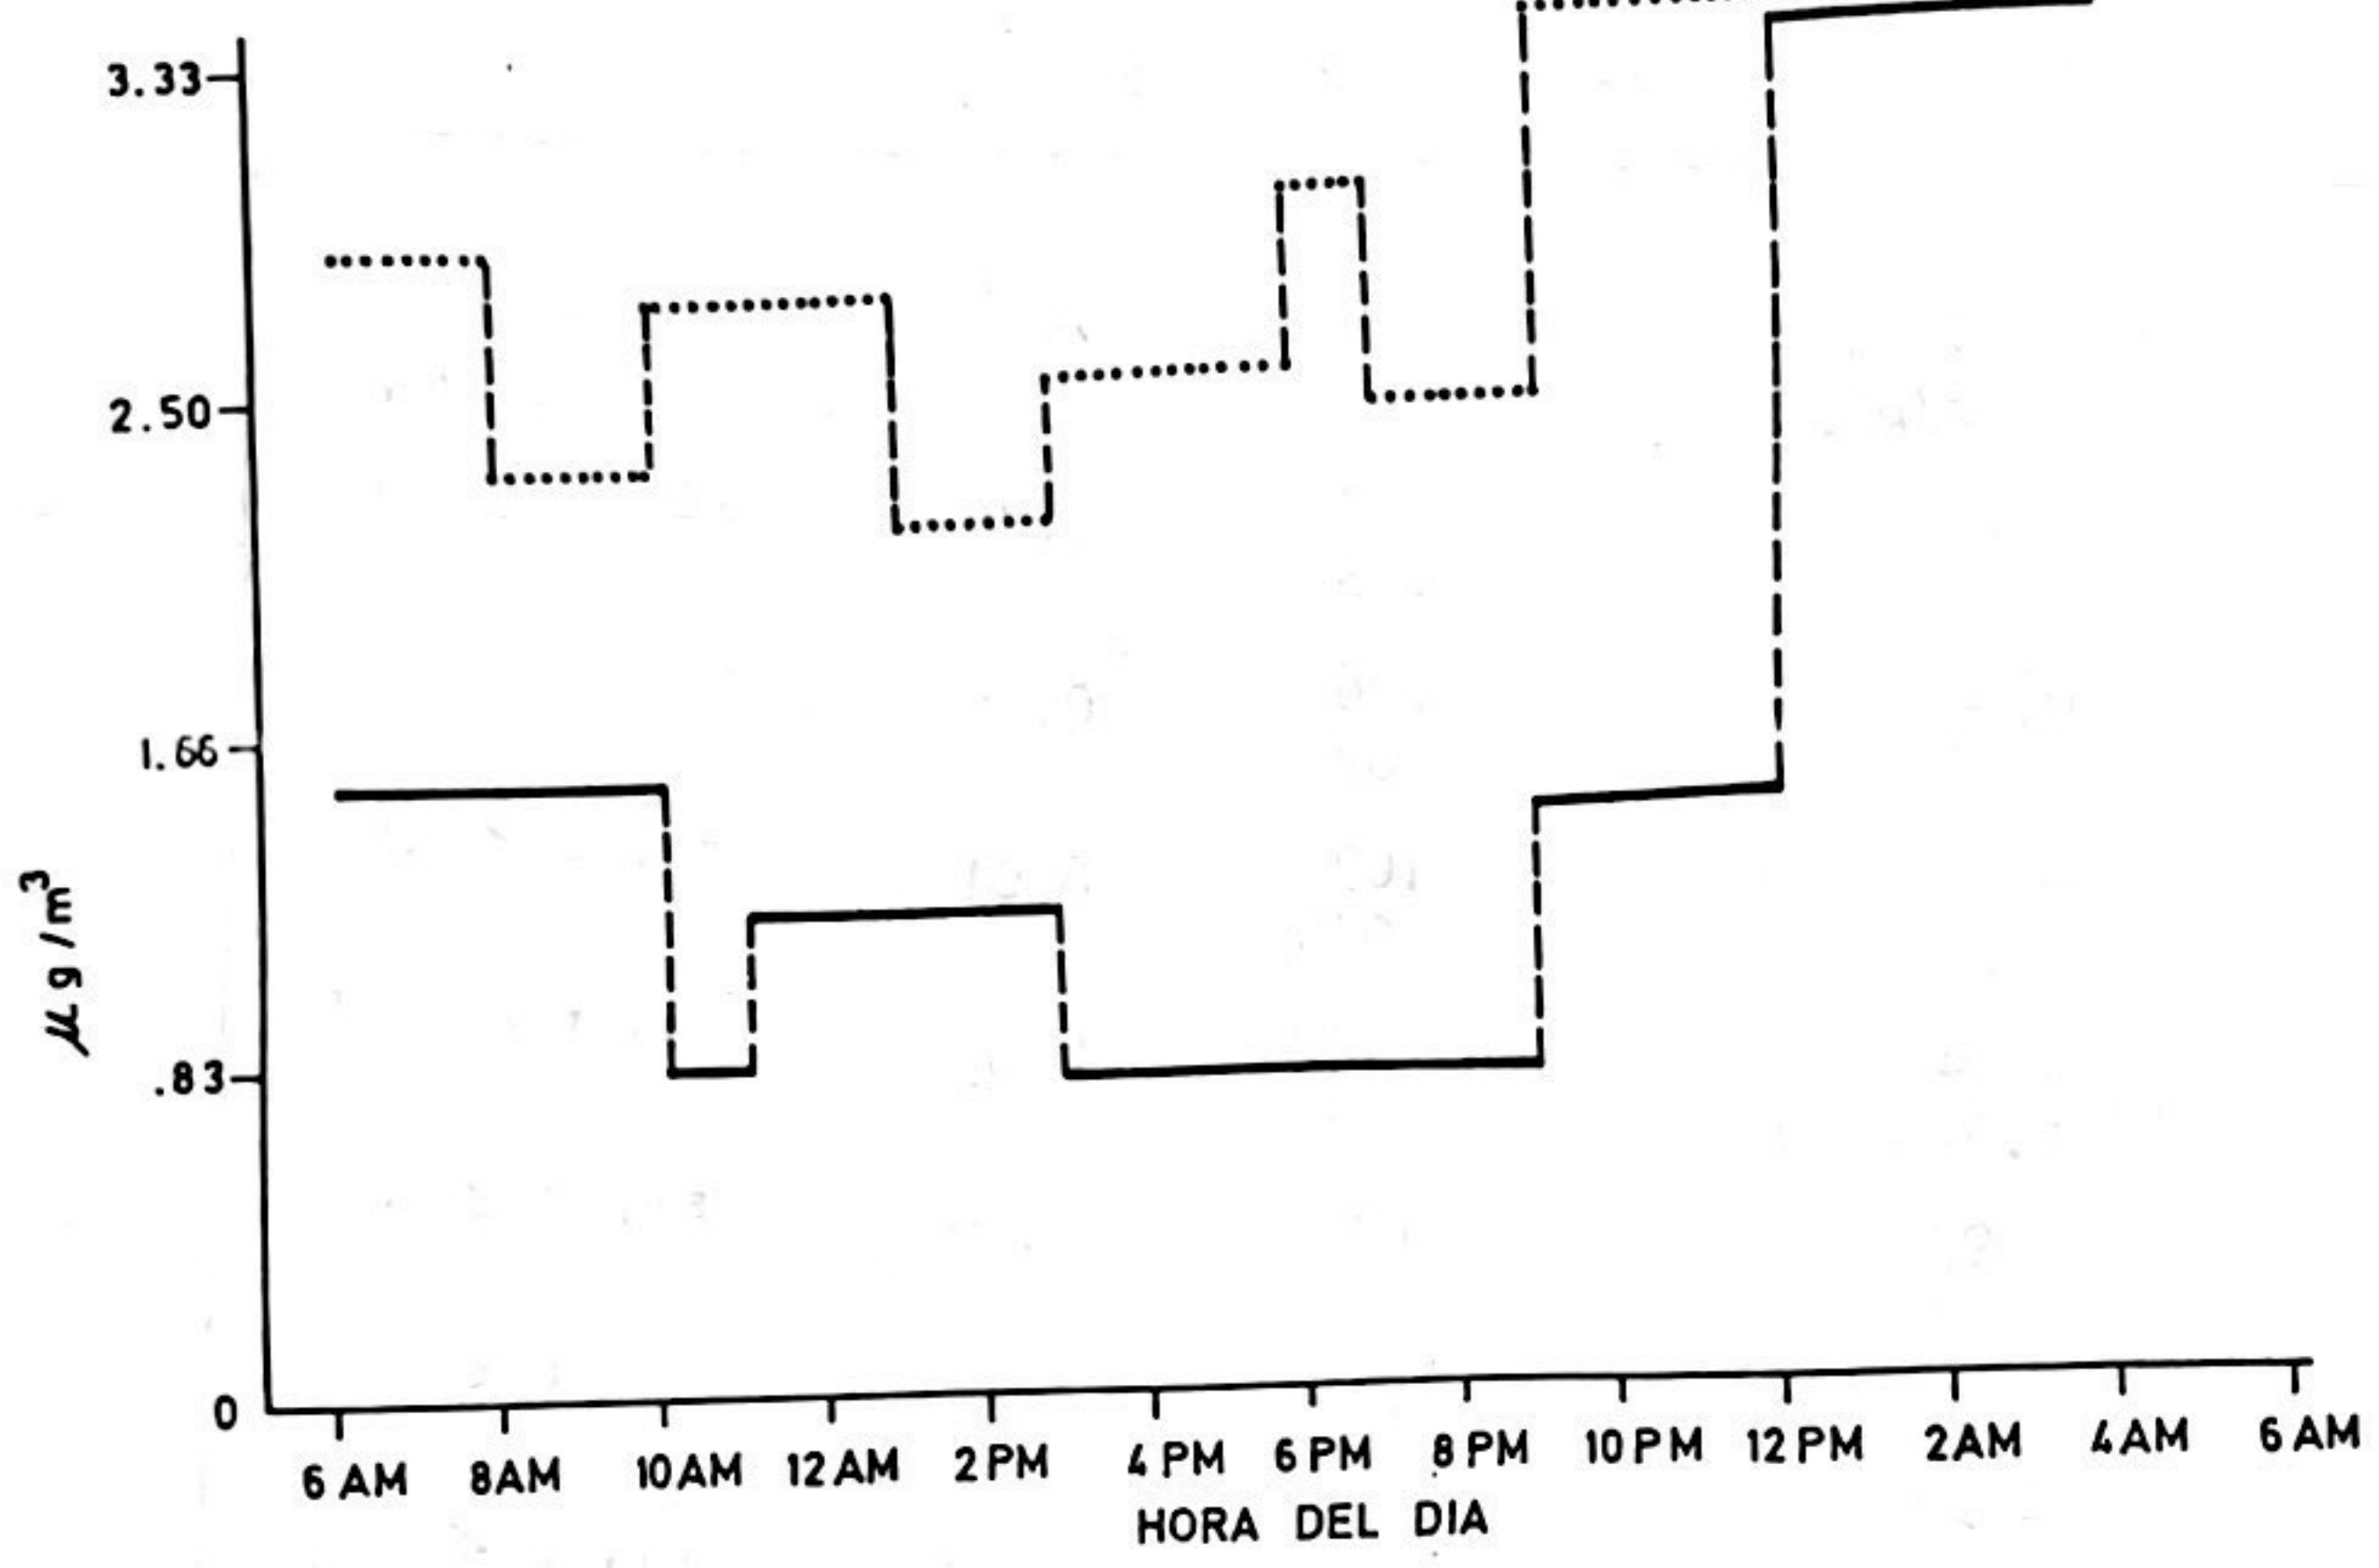 3.33
2.50
1.66
.83
0
μg/m³
6 AM 8AM 10AM 12AM 2PM 4PM 6PM 8PM 10PM 12PM 2AM 4AM 6AM
HORA DEL DIA